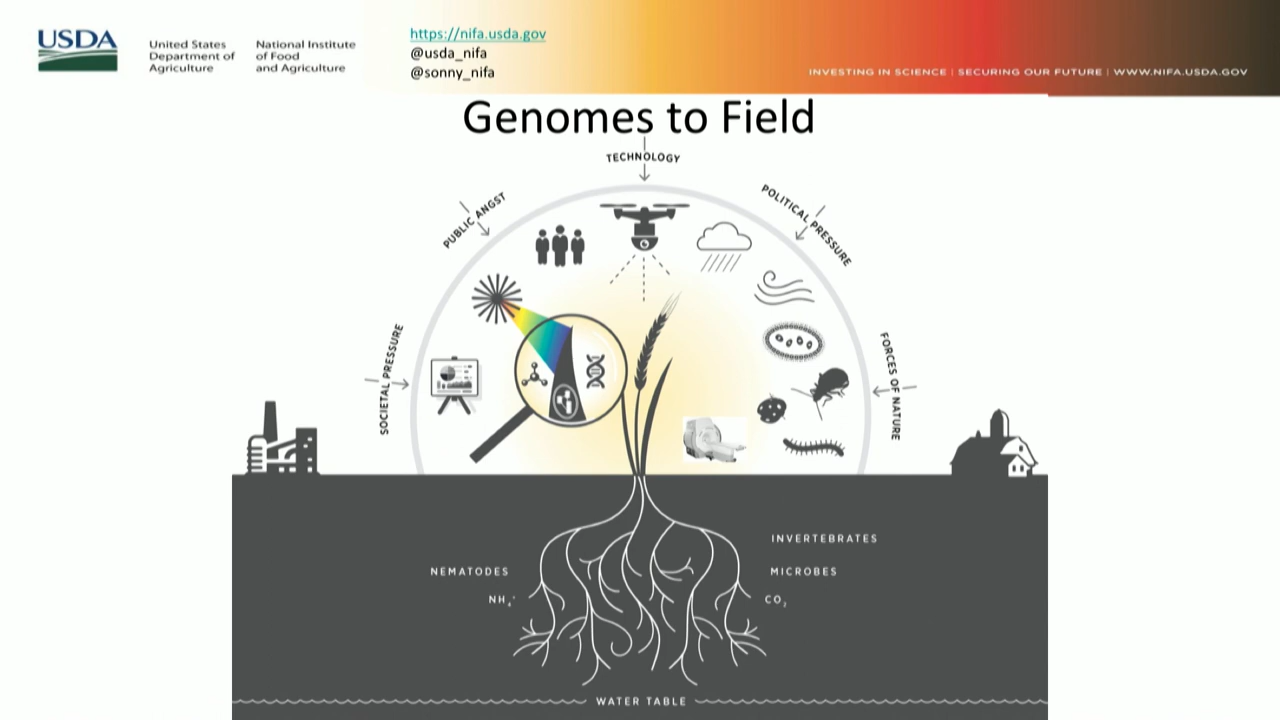 USDA
United States
Department of
Agriculture
National Institute
of Food
and Agriculture
https://nifa.usda.gov
@usda_nifa
@sonny_nifa
INVESTING IN SCIENCE | SECURING OUR FUTURE | WWW.NIFA.USDA.GOV
Genomes to Field
TECHNOLOGY
PUBLIC ANGST
POLITICAL PRESSURE
SOCIETAL PRESSURE
FORCES OF NATURE
INVERTEBRATES
NEMATODES
MICROBES
NH₄⁺
CO₂
WATER TABLE